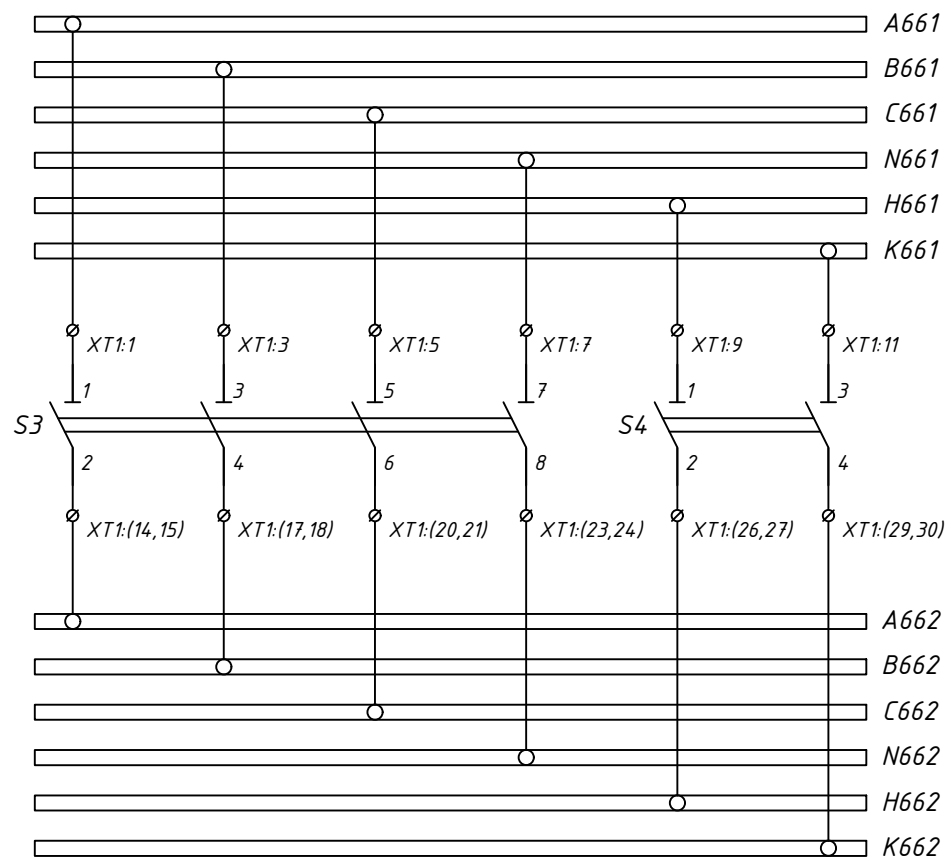 A661
B661
C661
N661
H661
K661
XT1:1 XT1:3 XT1:5 XT1:7 XT1:9 XT1:11
1 3 5 7 1 3
S3 S4
2 4 6 8 2 4
XT1:(14,15) XT1:(17,18) XT1:(20,21) XT1:(23,24) XT1:(26,27) XT1:(29,30)
A662
B662
C662
N662
H662
K662